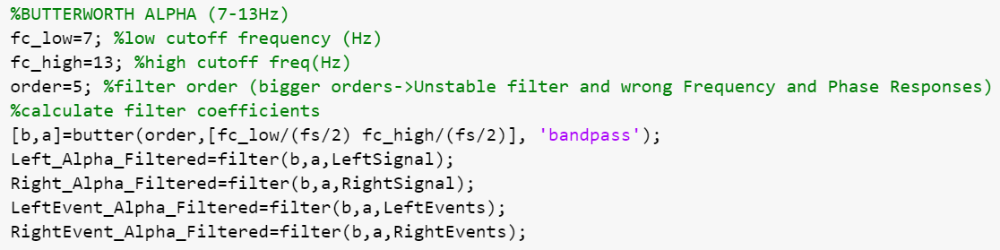 %BUTTERWORTH ALPHA (7-13Hz)
fc_low=7; %low cutoff frequency (Hz)
fc_high=13; %high cutoff freq(Hz)
order=5; %filter order (bigger orders->Unstable filter and wrong Frequency and Phase Responses)
%calculate filter coefficients
[b,a]=butter(order,[fc_low/(fs/2) fc_high/(fs/2)], 'bandpass');
Left_Alpha_Filtered=filter(b,a,LeftSignal);
Right_Alpha_Filtered=filter(b,a,RightSignal);
LeftEvent_Alpha_Filtered=filter(b,a,LeftEvents);
RightEvent_Alpha_Filtered=filter(b,a,RightEvents);